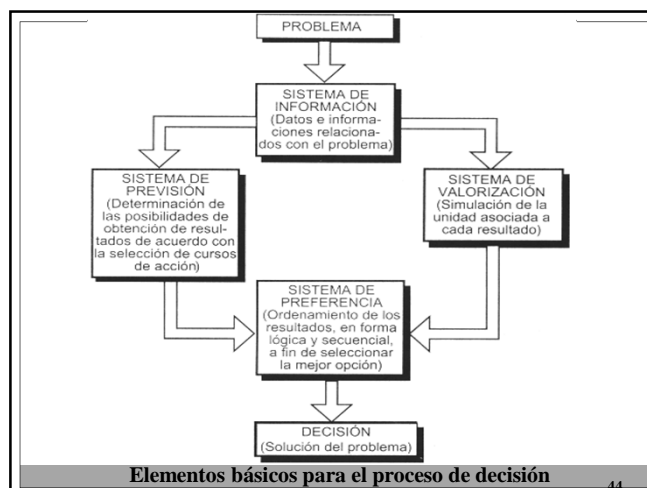 PROBLEMA
SISTEMA DE
INFORMACIÓN
(Datos e informa-
ciones relaciona-
dos con el problema)
SISTEMA DE
PREVISIÓN
(Determinación de
las posibilidades de
obtención de resul-
tados de acuerdo con
la selección de cursos
de acción)
SISTEMA DE
VALORIZACIÓN
(Simulación de la
unidad asociada a
cada resultado)
SISTEMA DE
PREFERENCIA
(Ordenamiento de los
resultados, en forma
lógica y secuencial,
a fin de seleccionar
la mejor opción)
DECISIÓN
(Solución del problema)
Elementos básicos para el proceso de decisión
44